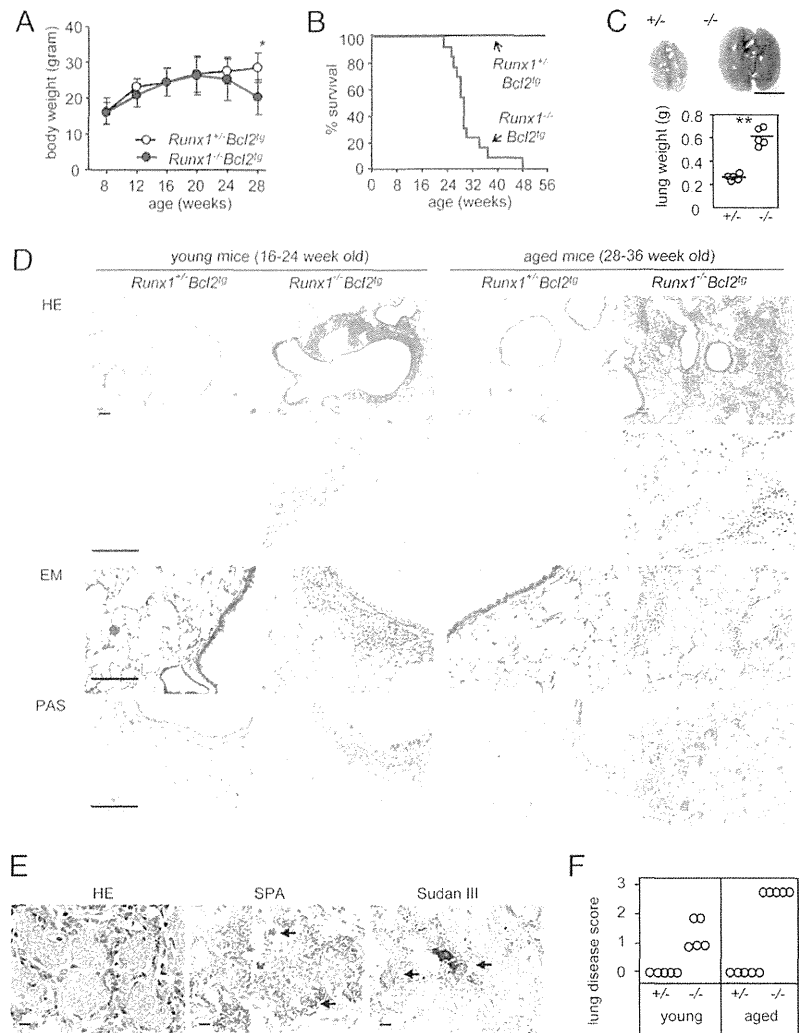 A
body weight (gram)
40
30
20
10
0
*
Runx1+/-Bcl2tg
Runx1-/-Bcl2tg
8 12 16 20 24 28
age (weeks)
B
% survival
100
80
60
40
20
0
Runx1+/-
Bcl2tg
Runx1-/-
Bcl2tg
0 8 16 24 32 40 48 56
age (weeks)
C
+/- -/-
lung weight (g)
0.8
0.6
0.4
0.2
0
**
+/- -/-
D
young mice (16-24 week old)
aged mice (28-36 week old)
Runx1+/-Bcl2tg
Runx1-/-Bcl2tg
Runx1+/-Bcl2tg
Runx1-/-Bcl2tg
HE
EM
PAS
E
HE
SPA
Sudan III
F
lung disease score
3
2
1
0
+/- -/- +/- -/-
young aged